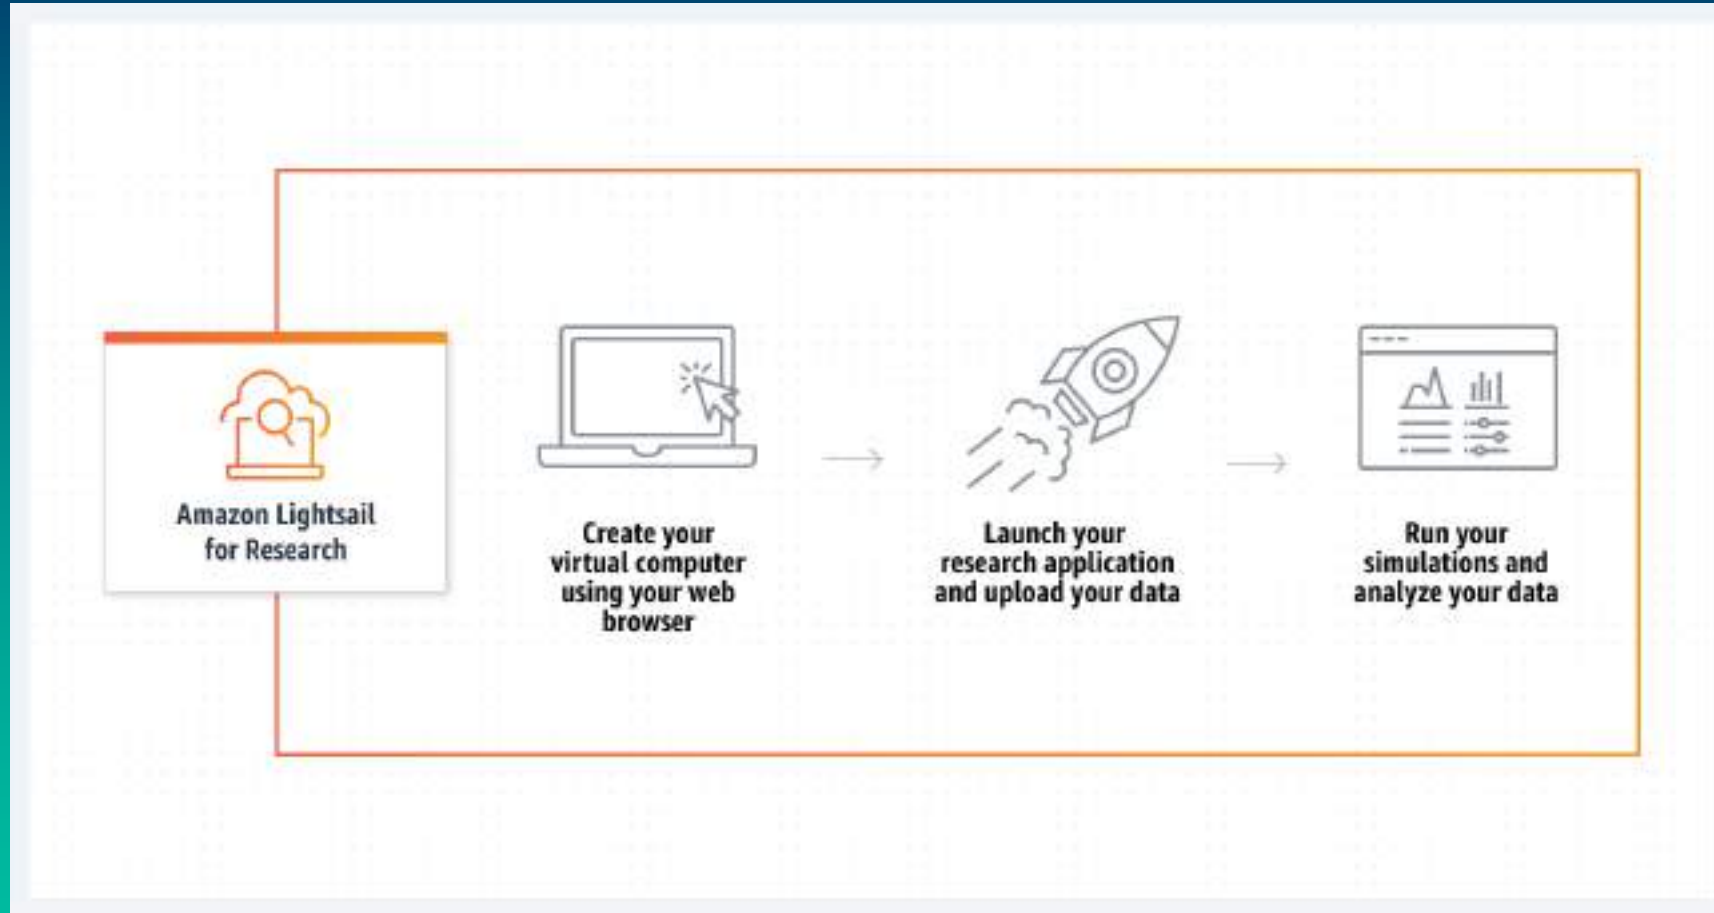 Amazon Lightsail
for Research
Create your
virtual computer
using your web
browser
Launch your
research application
and upload your data
Run your
simulations and
analyze your data